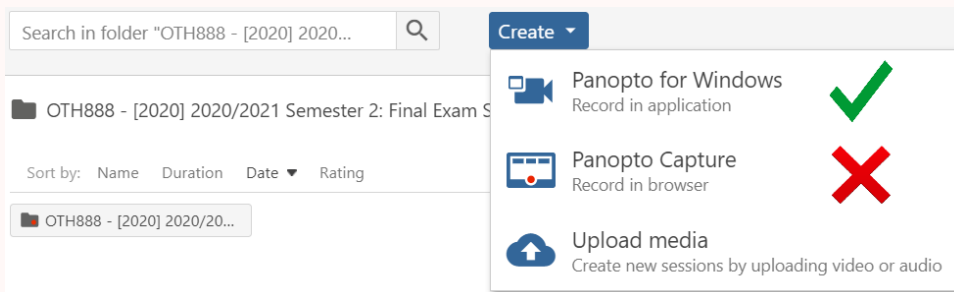 Search in folder "OTH888 - [2020] 2020...
Create
Panopto for Windows
Record in application
OTH888 - [2020] 2020/2021 Semester 2: Final Exam S
Panopto Capture
Record in browser
Sort by: Name Duration Date Rating
OTH888 - [2020] 2020/20...
Upload media
Create new sessions by uploading video or audio